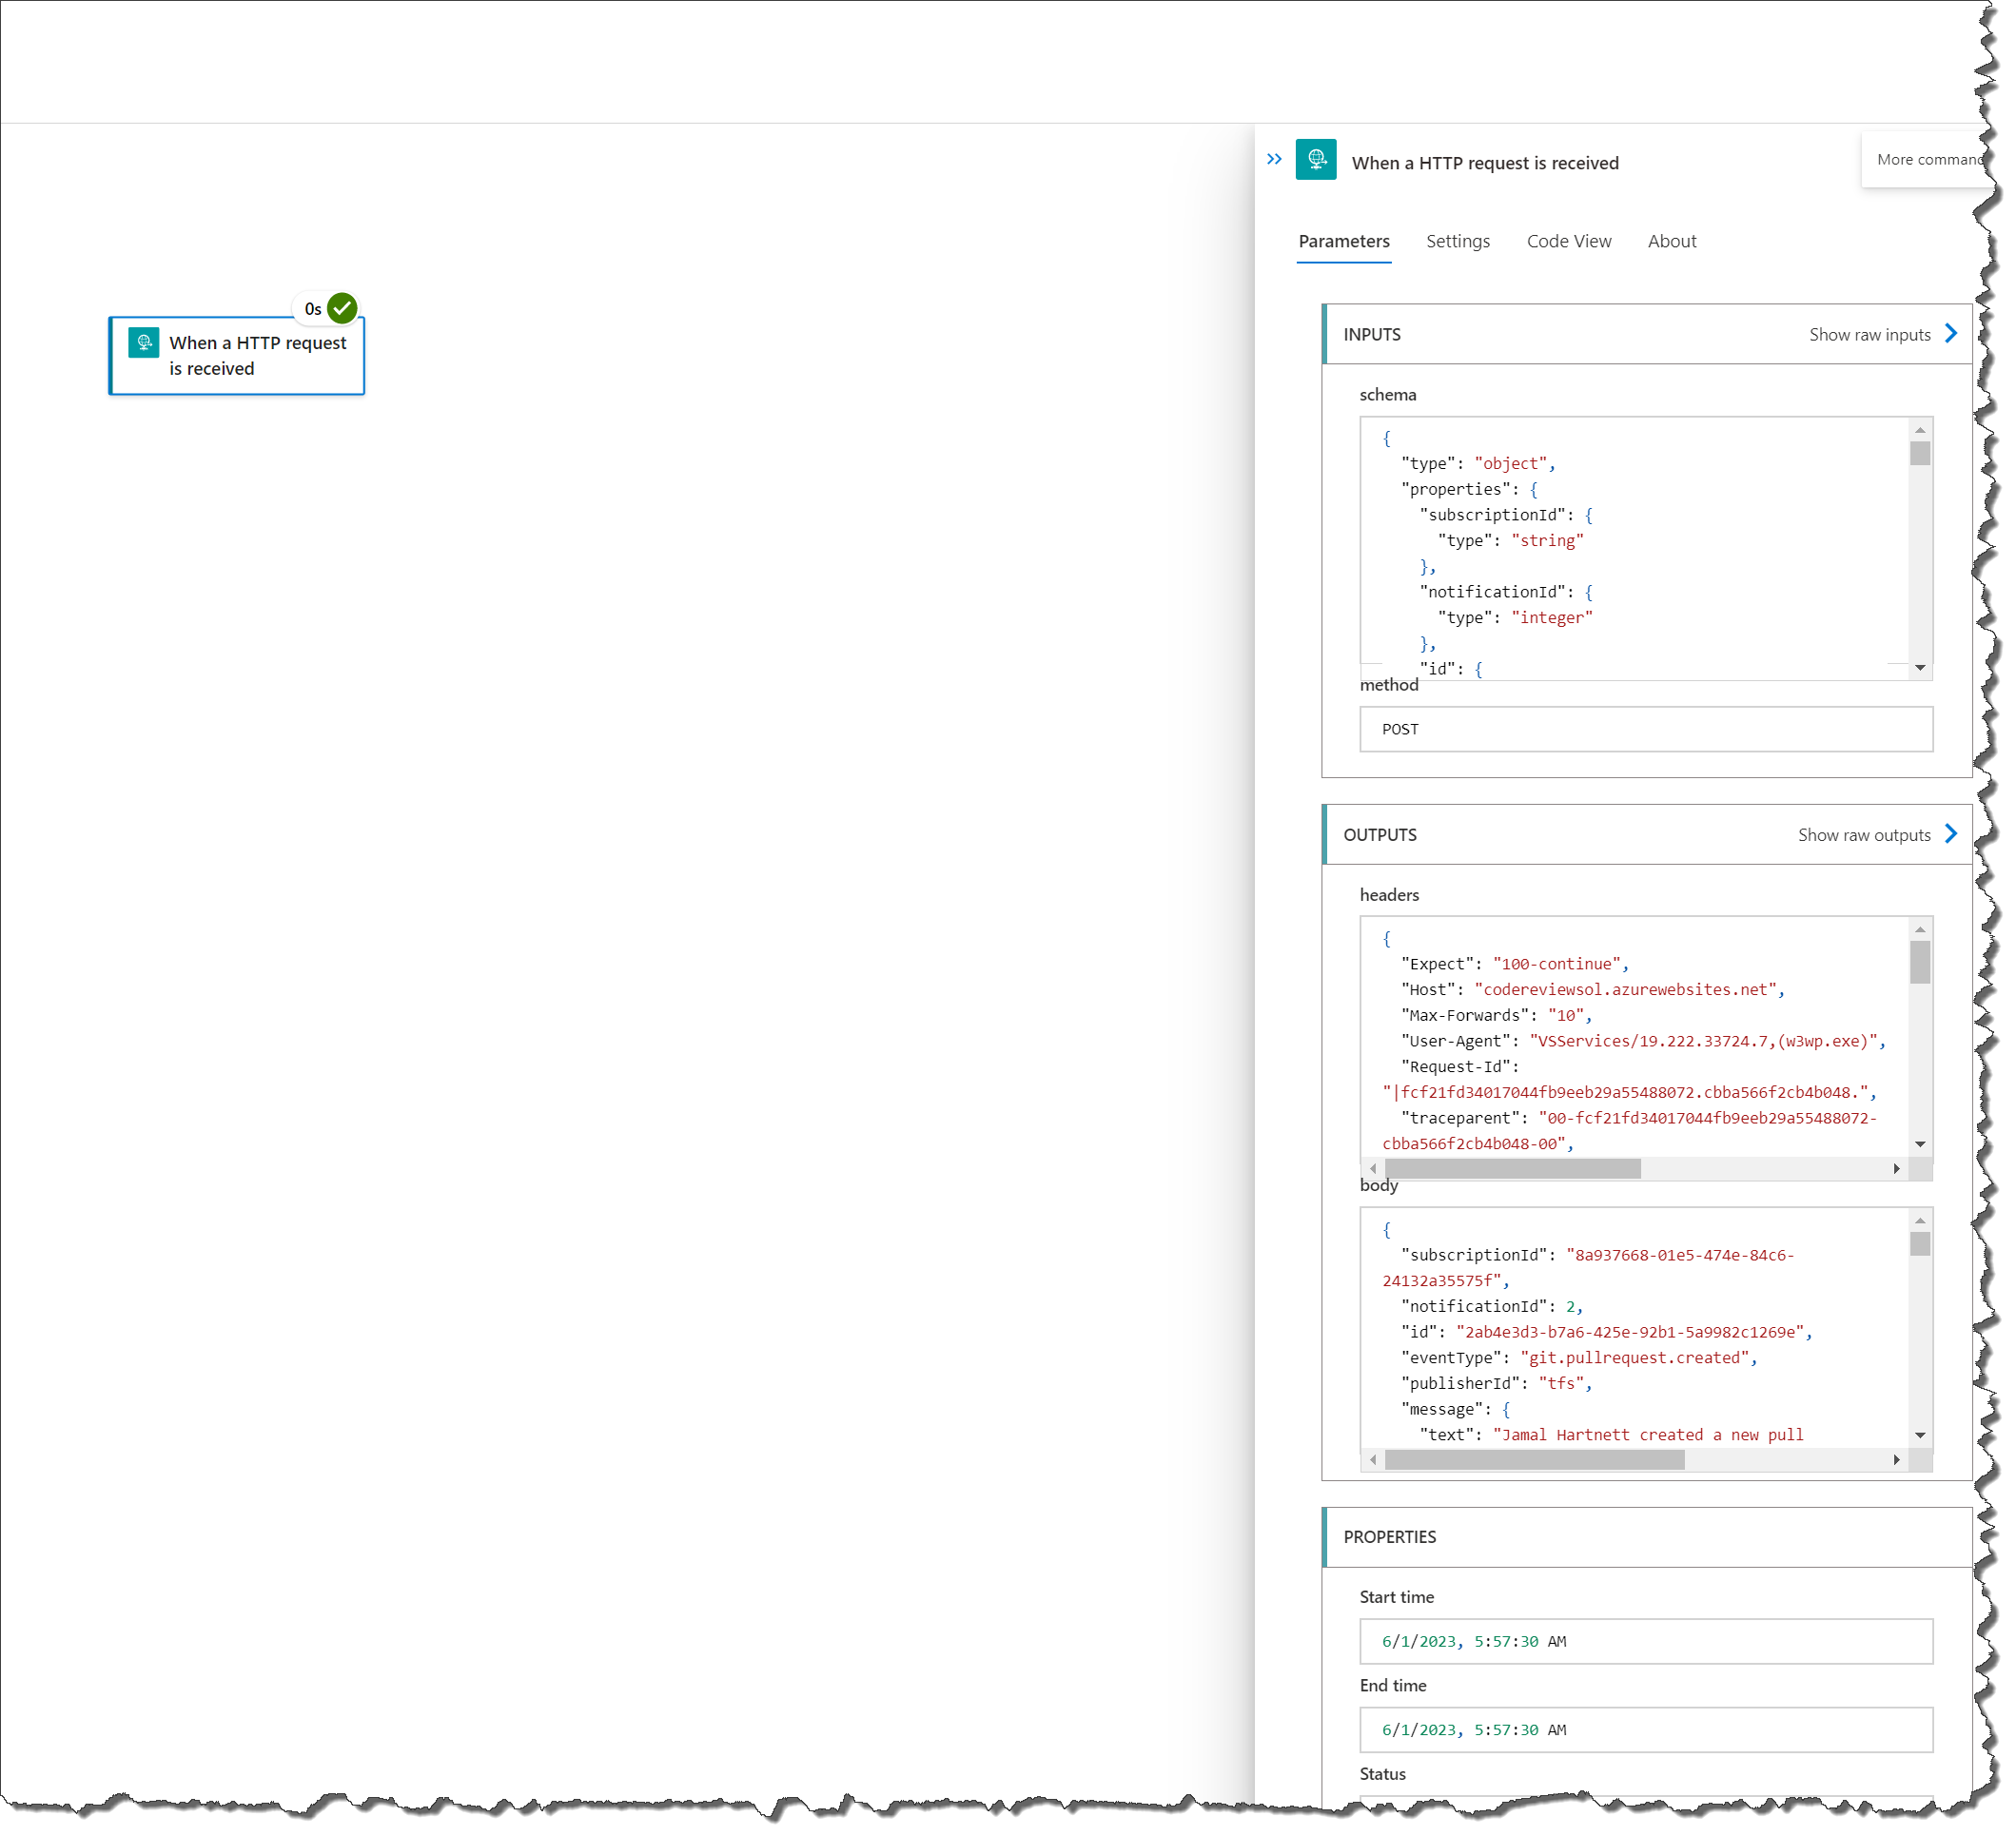 0s
When a HTTP request
is received
When a HTTP request is received
More command
Parameters Settings Code View About
INPUTS Show raw inputs
schema
{
"type": "object",
"properties": {
"subscriptionId": {
"type": "string"
},
"notificationId": {
"type": "integer"
},
"id": {
method
POST
OUTPUTS Show raw outputs
headers
{
"Expect": "100-continue",
"Host": "codereviewsol.azurewebsites.net",
"Max-Forwards": "10",
"User-Agent": "VSServices/19.222.33724.7,(w3wp.exe)",
"Request-Id":
"|fcf21fd34017044fb9eeb29a55488072.cbba566f2cb4b048.",
"traceparent": "00-fcf21fd34017044fb9eeb29a55488072-
cbba566f2cb4b048-00",
body
{
"subscriptionId": "8a937668-01e5-474e-84c6-
24132a35575f",
"notificationId": 2,
"id": "2ab4e3d3-b7a6-425e-92b1-5a9982c1269e",
"eventType": "git.pullrequest.created",
"publisherId": "tfs",
"message": {
"text": "Jamal Hartnett created a new pull
PROPERTIES
Start time
6/1/2023, 5:57:30 AM
End time
6/1/2023, 5:57:30 AM
Status